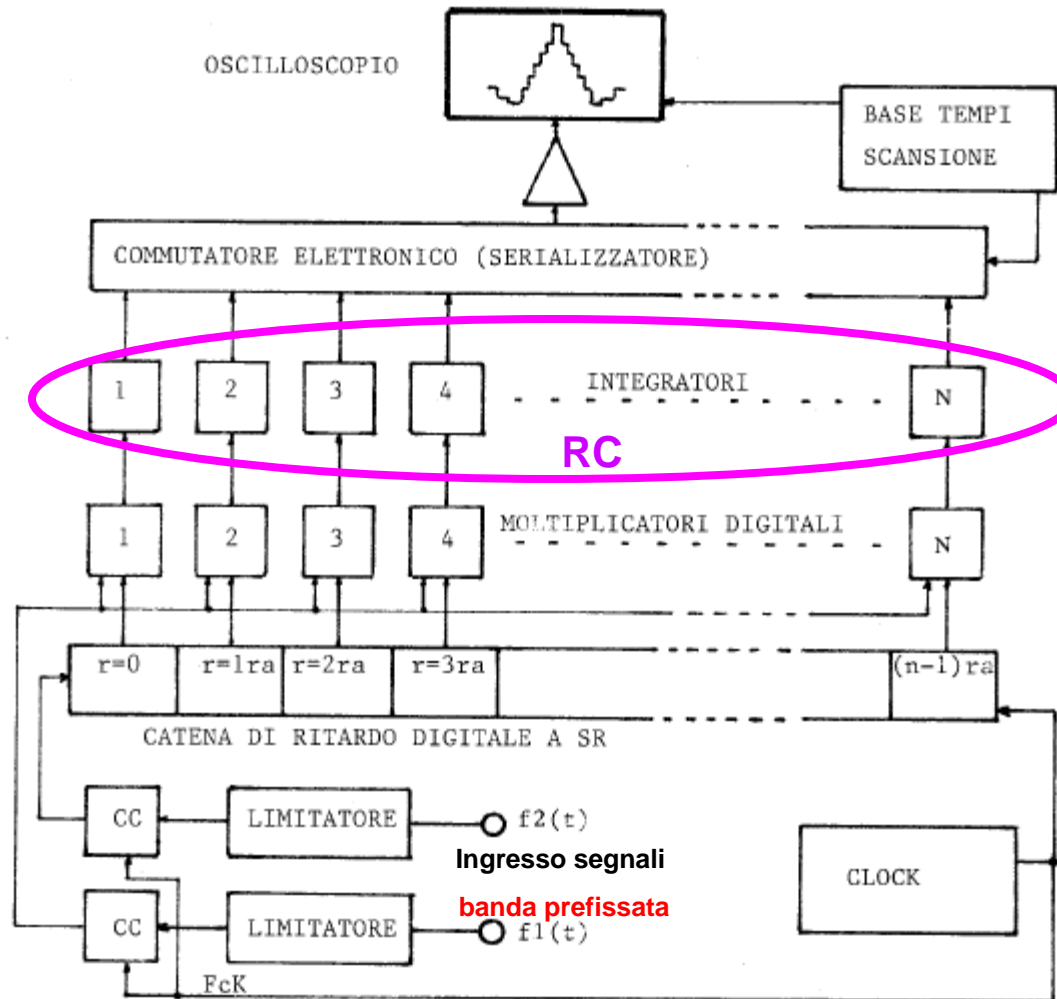 OSCILLOSCOPIO
BASE TEMPI
SCANSIONE
COMMUTATORE ELETTRONICO (SERIALIZZATORE)
1
2
3
4
INTEGRATORI
N
RC
1
2
3
4
MOLTIPLICATORI DIGITALI
N
r=0
r=1ra
r=2ra
r=3ra
(n-1)ra
CATENA DI RITARDO DIGITALE A SR
CC
LIMITATORE
f2(t)
Ingresso segnali
CLOCK
banda prefissata
CC
LIMITATORE
f1(t)
FcK